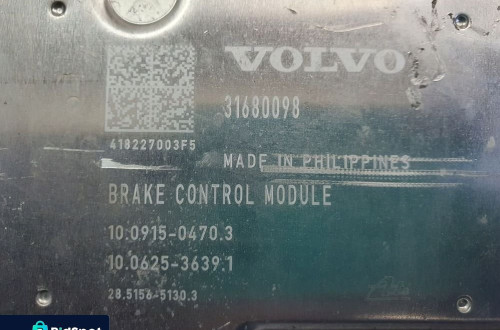 VOLVO
31680098
418227003F5
MADE IN PHILIPPINES
BRAKE CONTROL MODULE
10.0915-0470.3
10.0625-3639.1
28.5156-5130.3
BidSpot